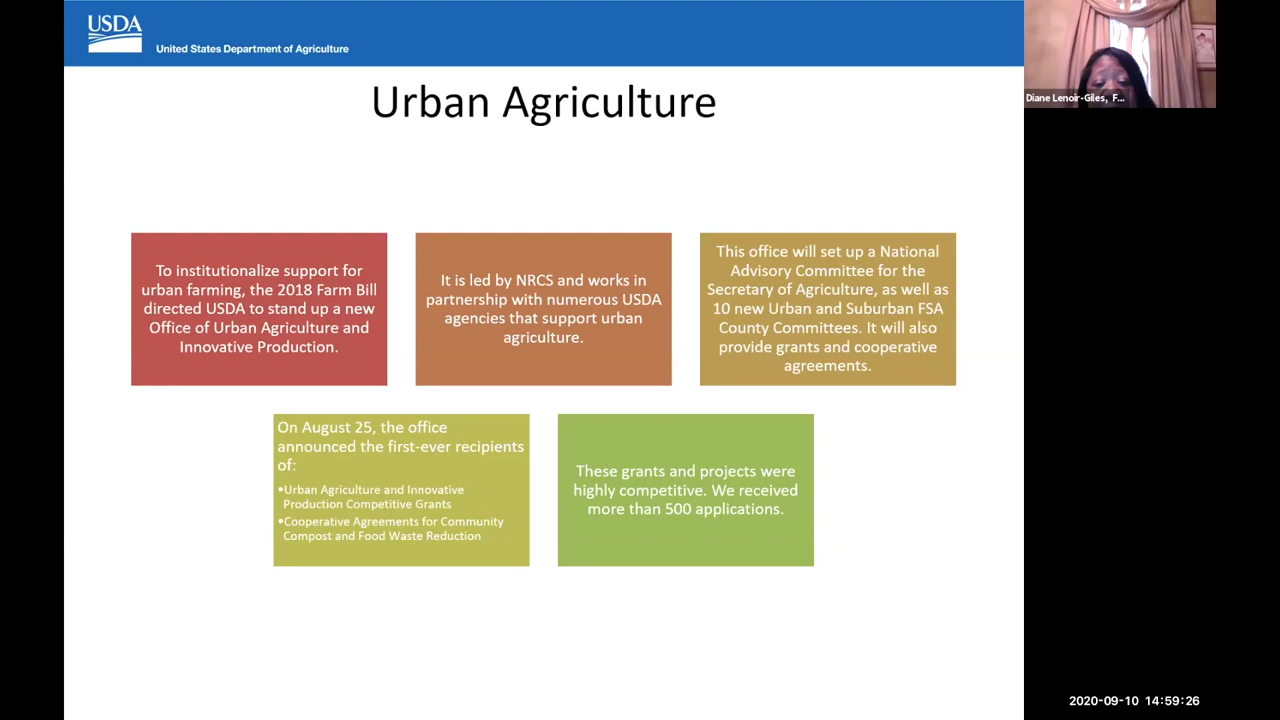 USDA
United States Department of Agriculture
Diane Lenoir-Giles, F...
Urban Agriculture
To institutionalize support for
urban farming, the 2018 Farm Bill
directed USDA to stand up a new
Office of Urban Agriculture and
Innovative Production.
It is led by NRCS and works in
partnership with numerous USDA
agencies that support urban
agriculture.
This office will set up a National
Advisory Committee for the
Secretary of Agriculture, as well as
10 new Urban and Suburban FSA
County Committees. It will also
provide grants and cooperative
agreements.
On August 25, the office
announced the first-ever recipients
of:
•Urban Agriculture and Innovative
Production Competitive Grants
•Cooperative Agreements for Community
Compost and Food Waste Reduction
These grants and projects were
highly competitive. We received
more than 500 applications.
2020-09-10 14:59:26